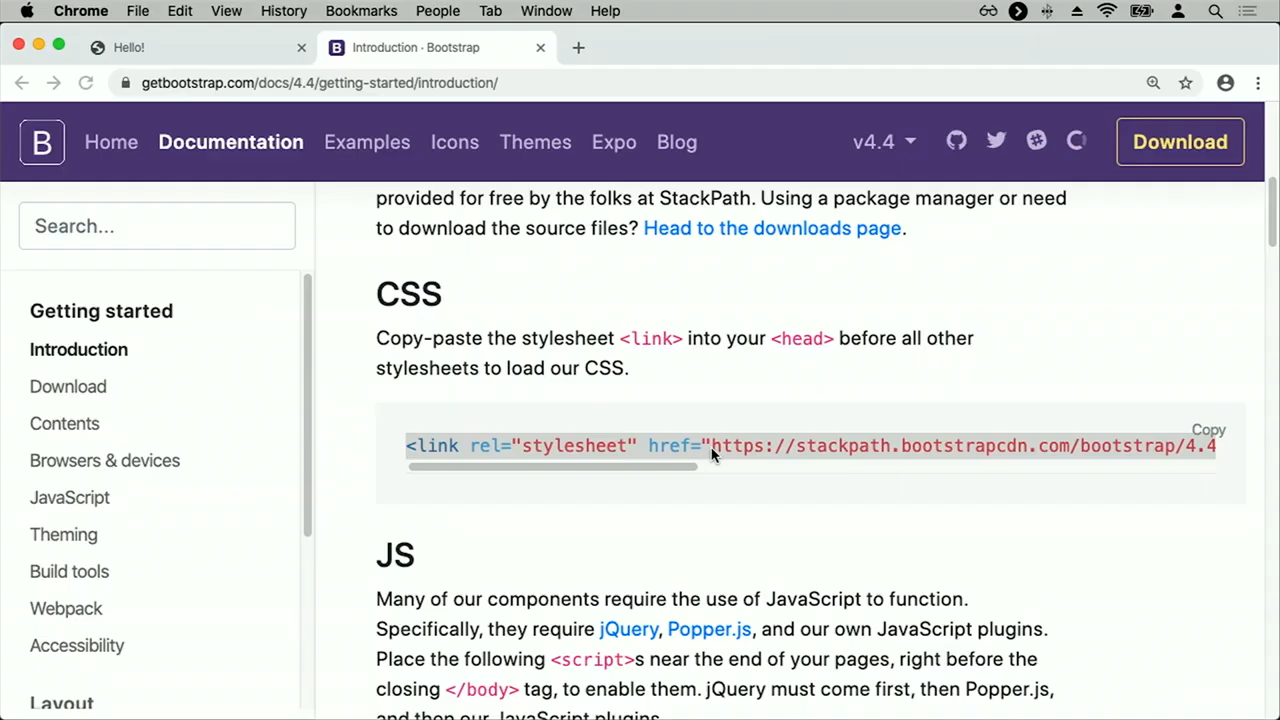 Chrome File Edit View History Bookmarks People Tab Window Help
Hello!
Introduction · Bootstrap
getbootstrap.com/docs/4.4/getting-started/introduction/
B Home Documentation Examples Icons Themes Expo Blog v4.4 Download
Search...
Getting started
Introduction
Download
Contents
Browsers & devices
JavaScript
Theming
Build tools
Webpack
Accessibility
Layout
provided for free by the folks at StackPath. Using a package manager or need
to download the source files? Head to the downloads page.
CSS
Copy-paste the stylesheet <link> into your <head> before all other
stylesheets to load our CSS.
Copy
<link rel="stylesheet" href="https://stackpath.bootstrapcdn.com/bootstrap/4.4
JS
Many of our components require the use of JavaScript to function.
Specifically, they require jQuery, Popper.js, and our own JavaScript plugins.
Place the following <script>s near the end of your pages, right before the
closing </body> tag, to enable them. jQuery must come first, then Popper.js,
and then our JavaScript plugins.